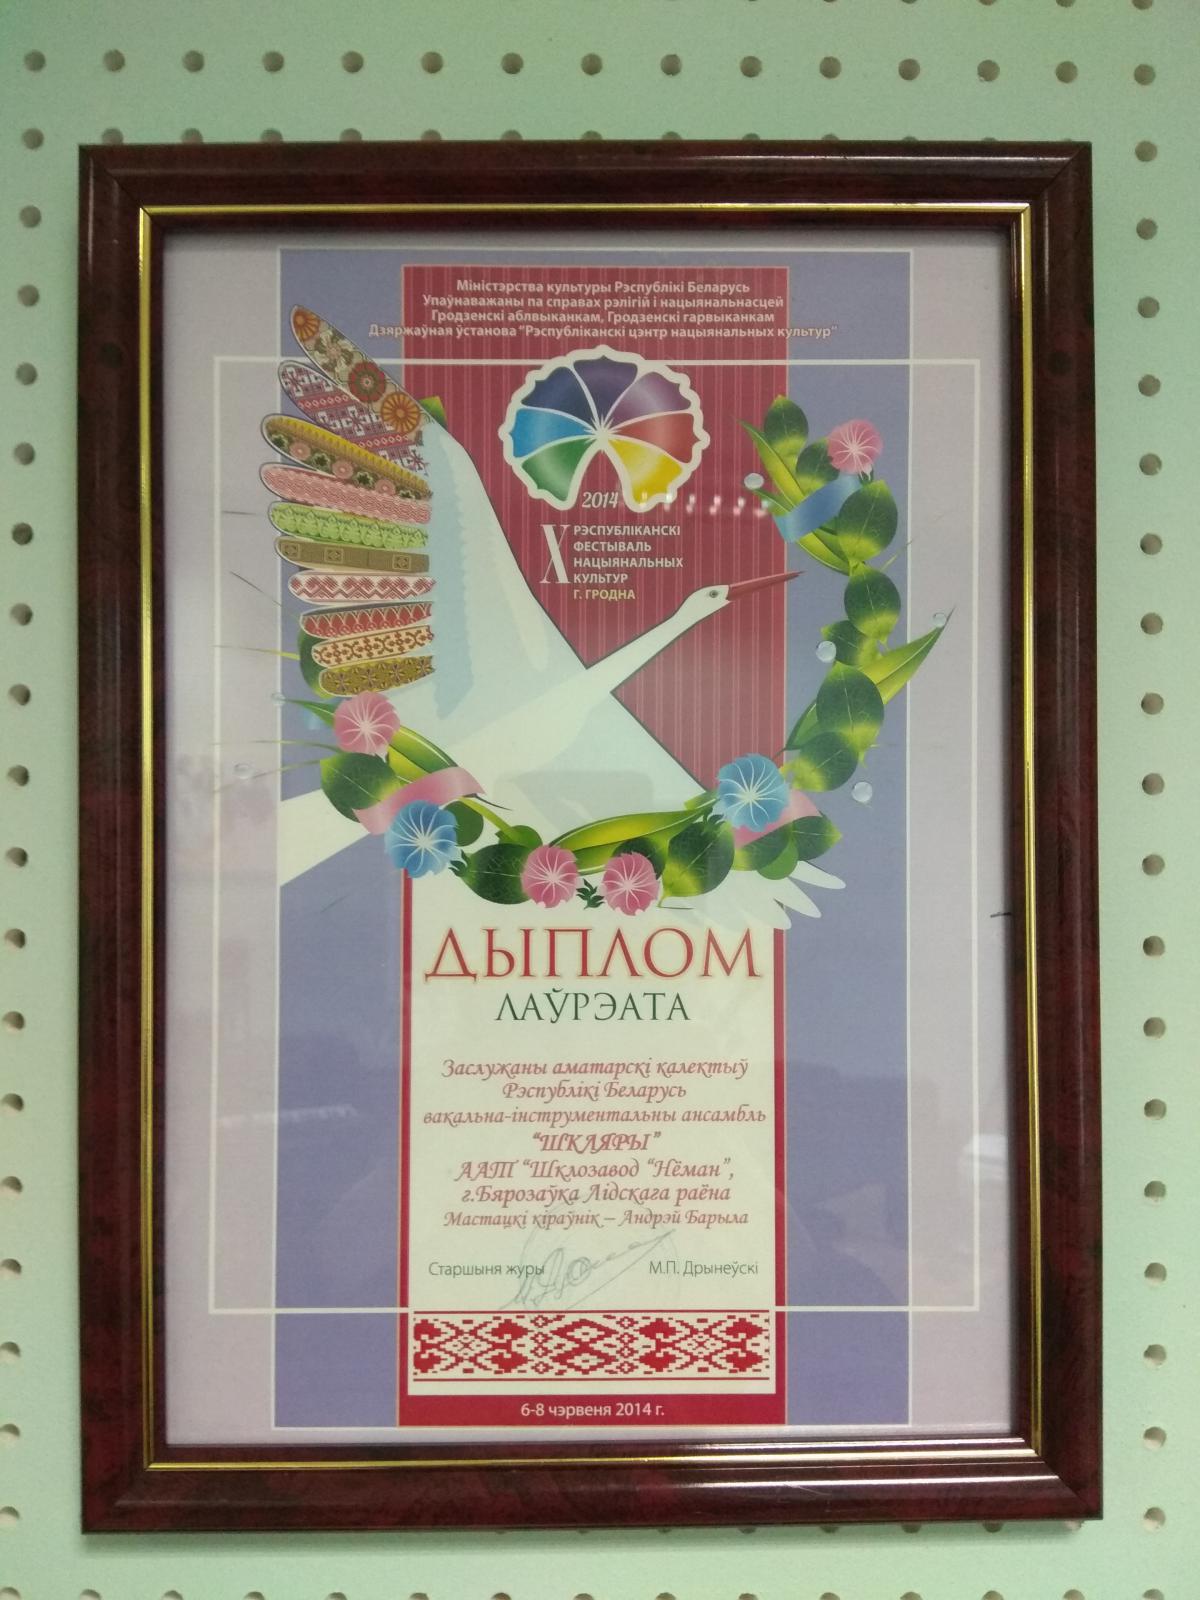 Міністэрства культуры Рэспублікі Беларусь
Упаўнаважаны па справах рэлігій і нацыянальнасцей
Гродзенскі аблвыканкам, Гродзенскі гарвыканкам
Дзяржаўная ўстанова "Рэспубліканскі цэнтр нацыянальных культур"
2014
X РЭСПУБЛІКАНСКІ
ФЕСТЫВАЛЬ
НАЦЫЯНАЛЬНЫХ
КУЛЬТУР
Г. ГРОДНА
ДЫПЛОМ
ЛАЎРЭАТА
Заслужаны аматарскі калектыў
Рэспублікі Беларусь
вакальна-інструментальны ансамбль
"ШКЛЯРЫ"
ААТ "Шклозавод "Нёман",
г.Бярозаўка Лідскага раёна
Мастацкі кіраўнік – Андрэй Барыла
Старшыня журы М.П. Дрынеўскі
6-8 чэрвеня 2014 г.